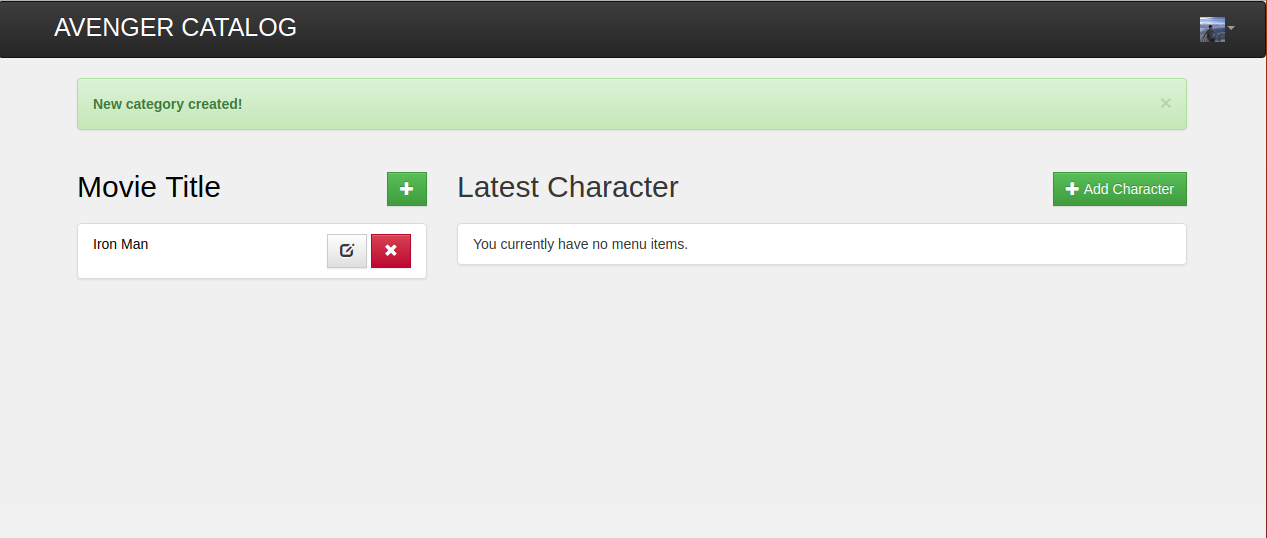 AVENGER CATALOG
New category created!
×
Movie Title
Latest Character
Add Character
Iron Man
You currently have no menu items.